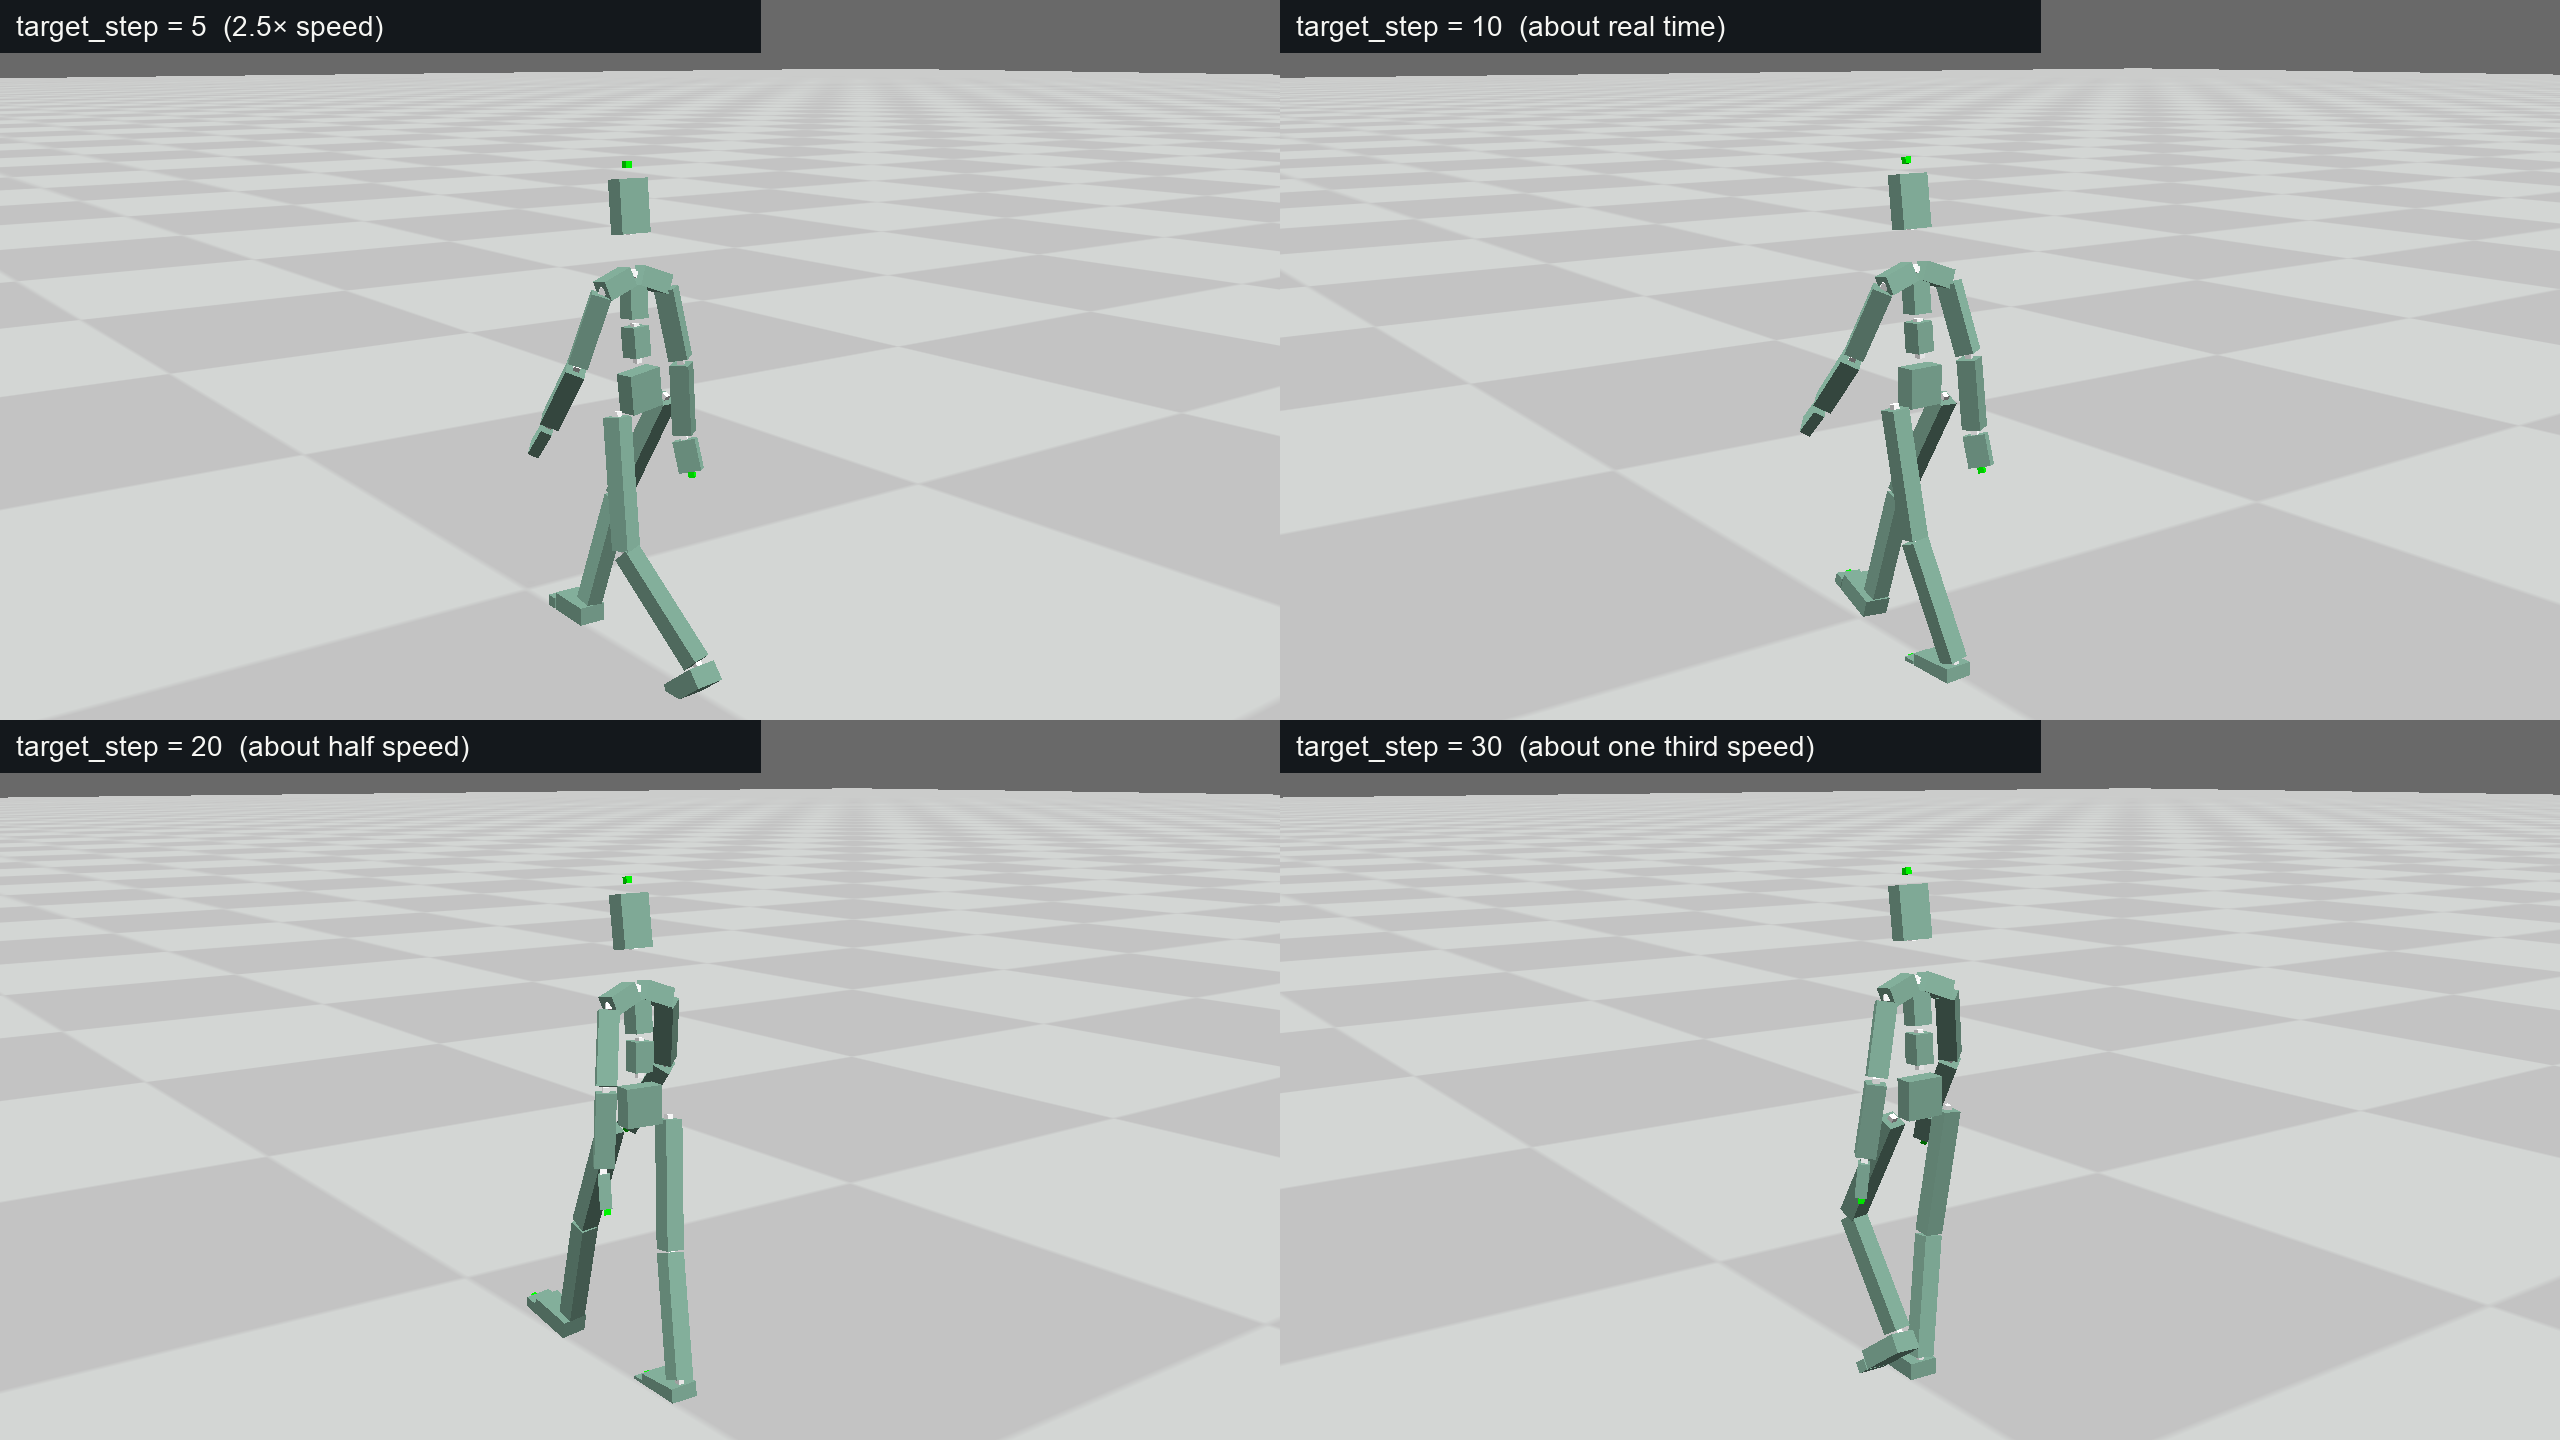 target_step = 5 (2.5× speed)
target_step = 10 (about real time)
target_step = 20 (about half speed)
target_step = 30 (about one third speed)